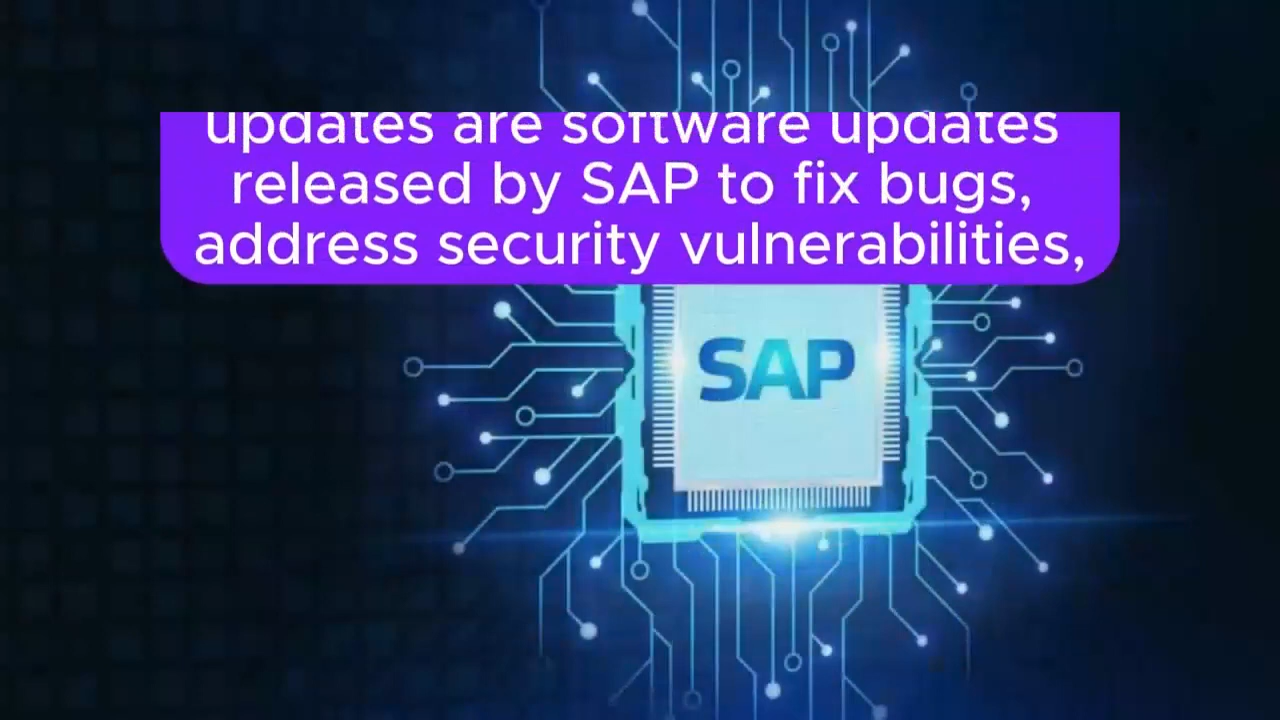 updates are software updates
released by SAP to fix bugs,
address security vulnerabilities,
SAP